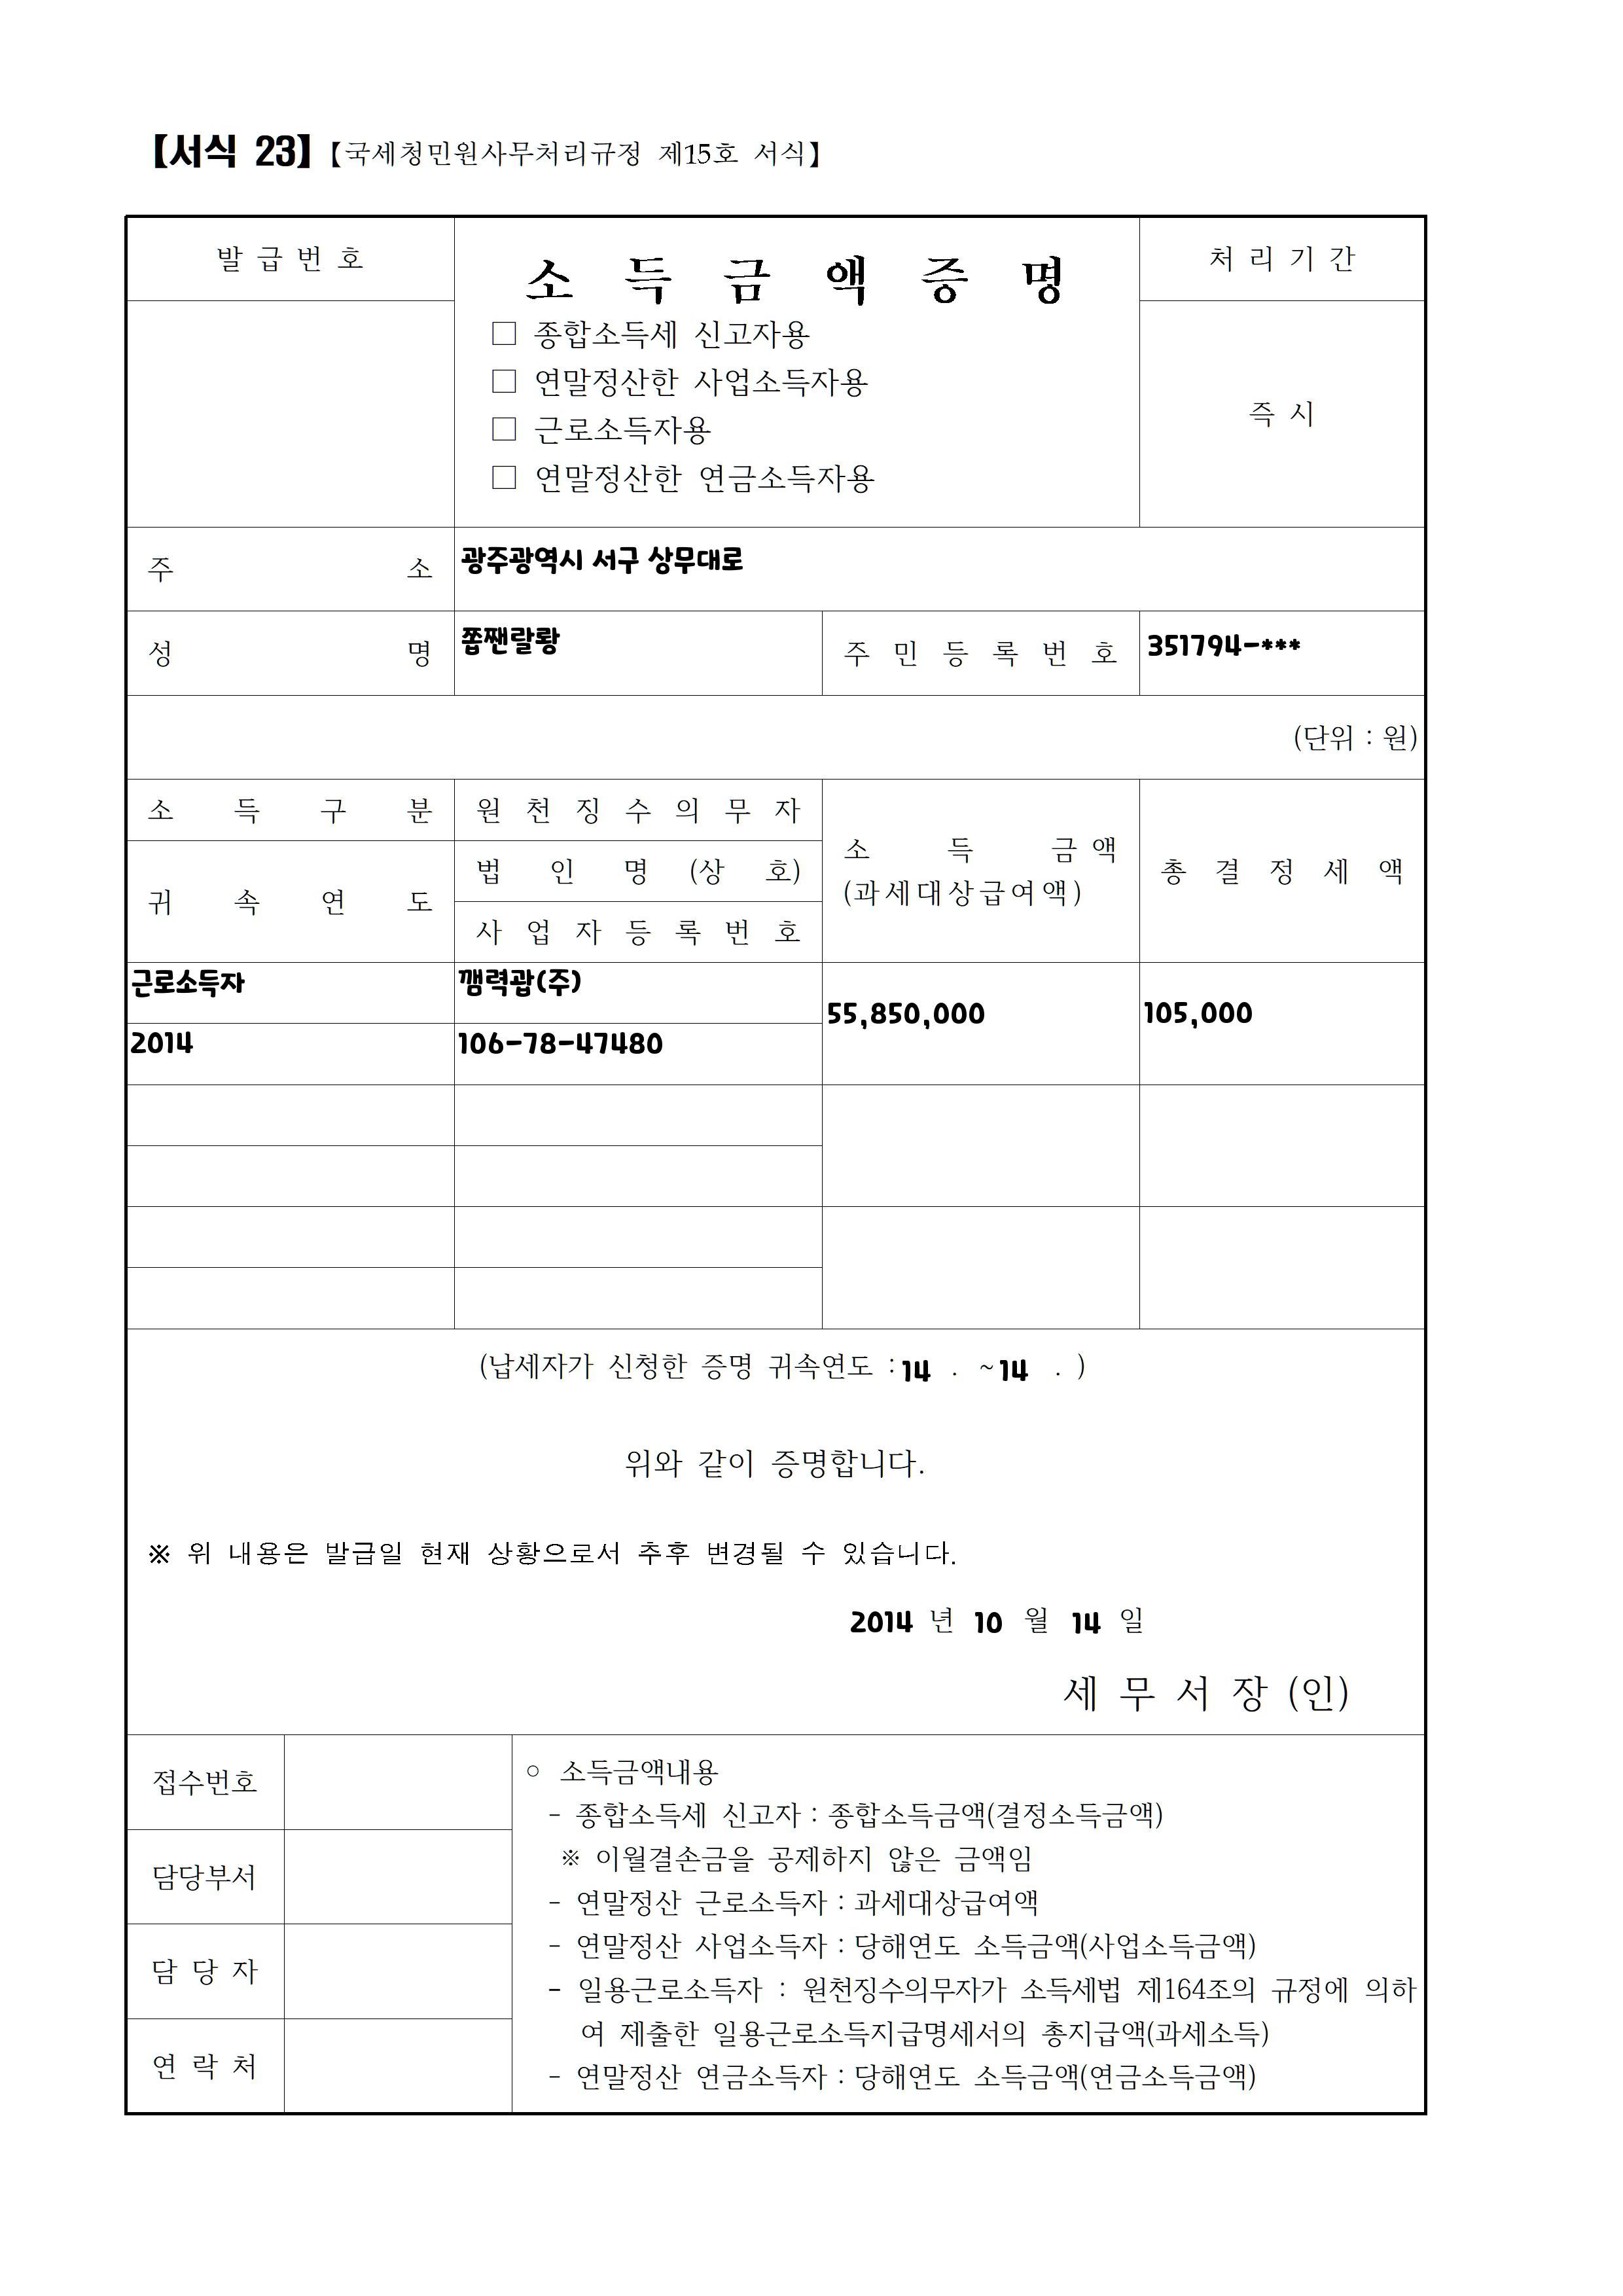 【서식 23】【국세청민원사무처리규정 제15호 서식】
발 급 번 호
소 득 금 액 증 명
처 리 기 간
□ 종합소득세 신고자용
□ 연말정산한 사업소득자용
□ 근로소득자용
□ 연말정산한 연금소득자용
즉 시
주 소 광주광역시 서구 상무대로
성 명 쫍짼랄뢍 주 민 등 록 번 호 351794-***
(단위 : 원)
소 득 구 분 원 천 징 수 의 무 자
귀 속 연 도
법 인 명 (상 호)
사 업 자 등 록 번 호
소 득 금 액
(과세대상급여액)
총 결 정 세 액
근로소득자 깸력괍(주)
55,850,000 105,000
2014 106-78-47480
(납세자가 신청한 증명 귀속연도 : 14 . ~ 14 . )
위와 같이 증명합니다.
※ 위 내용은 발급일 현재 상황으로서 추후 변경될 수 있습니다.
2014 년 10 월 14 일
세 무 서 장 (인)
접수번호
담당부서
담 당 자
연 락 처
○ 소득금액내용
- 종합소득세 신고자 : 종합소득금액(결정소득금액)
※ 이월결손금을 공제하지 않은 금액임
- 연말정산 근로소득자 : 과세대상급여액
- 연말정산 사업소득자 : 당해연도 소득금액(사업소득금액)
- 일용근로소득자 : 원천징수의무자가 소득세법 제164조의 규정에 의하
여 제출한 일용근로소득지급명세서의 총지급액(과세소득)
- 연말정산 연금소득자 : 당해연도 소득금액(연금소득금액)